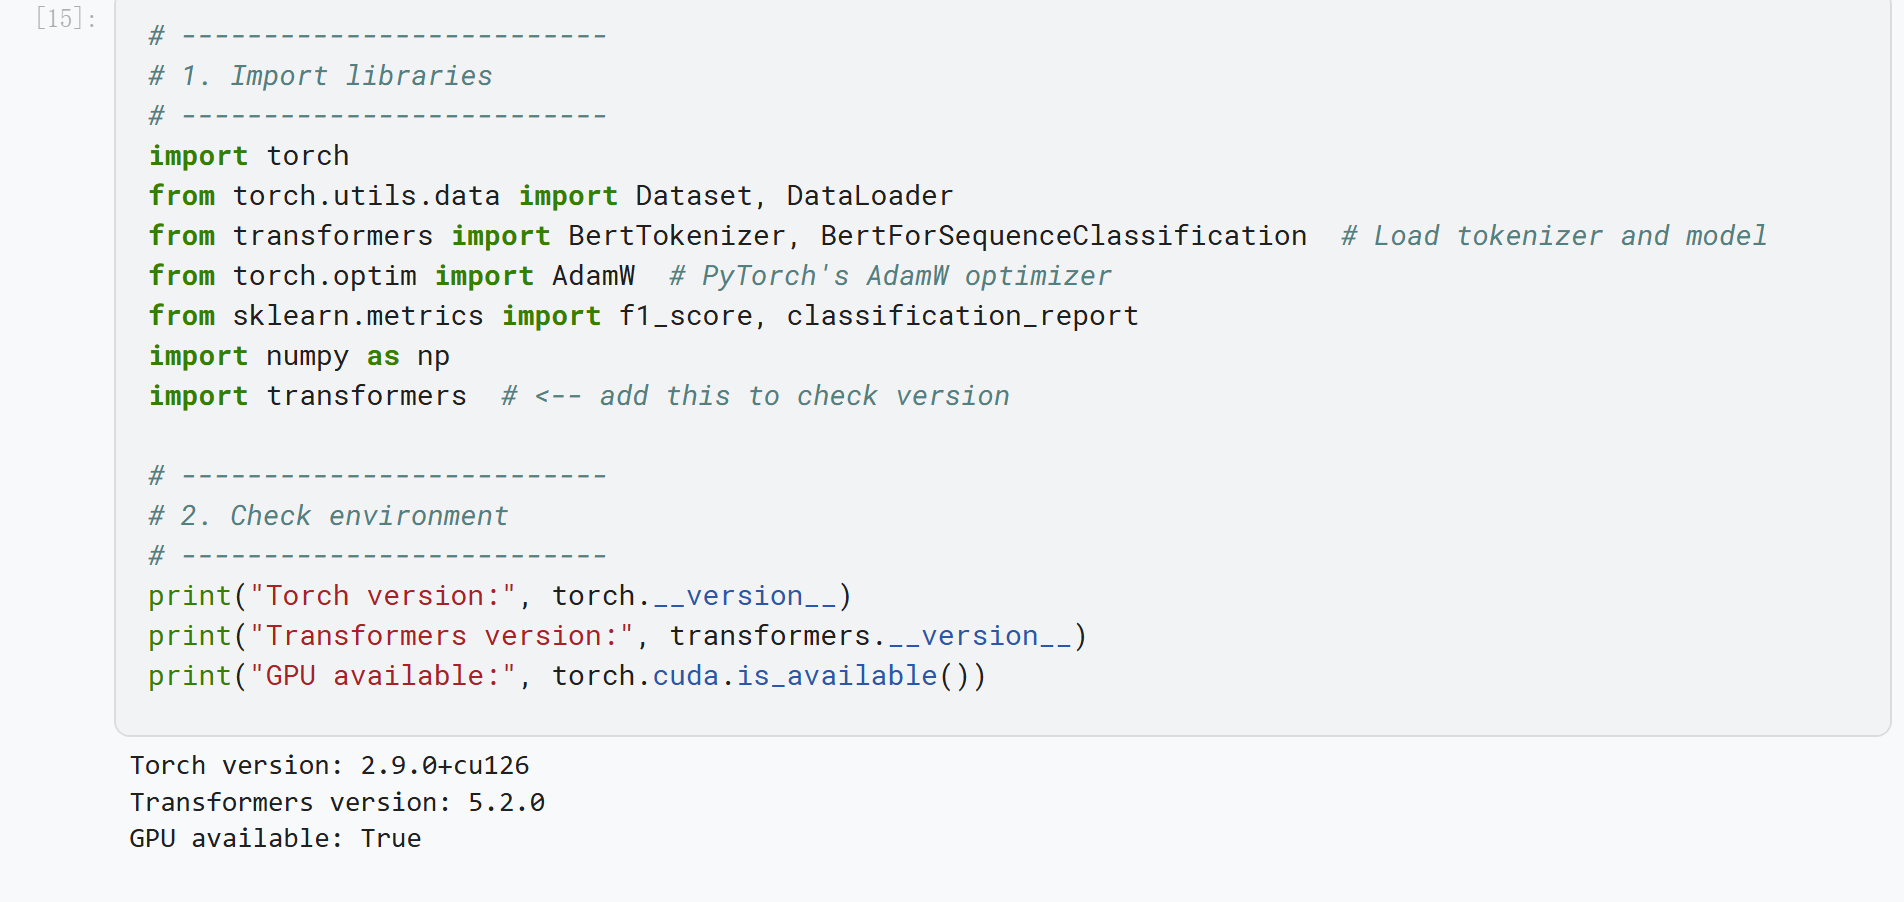 [15]:
# --------------------------
# 1. Import libraries
# --------------------------
import torch
from torch.utils.data import Dataset, DataLoader
from transformers import BertTokenizer, BertForSequenceClassification  # Load tokenizer and model
from torch.optim import AdamW  # PyTorch's AdamW optimizer
from sklearn.metrics import f1_score, classification_report
import numpy as np
import transformers  # <-- add this to check version

# --------------------------
# 2. Check environment
# --------------------------
print("Torch version:", torch.__version__)
print("Transformers version:", transformers.__version__)
print("GPU available:", torch.cuda.is_available())
Torch version: 2.9.0+cu126
Transformers version: 5.2.0
GPU available: True